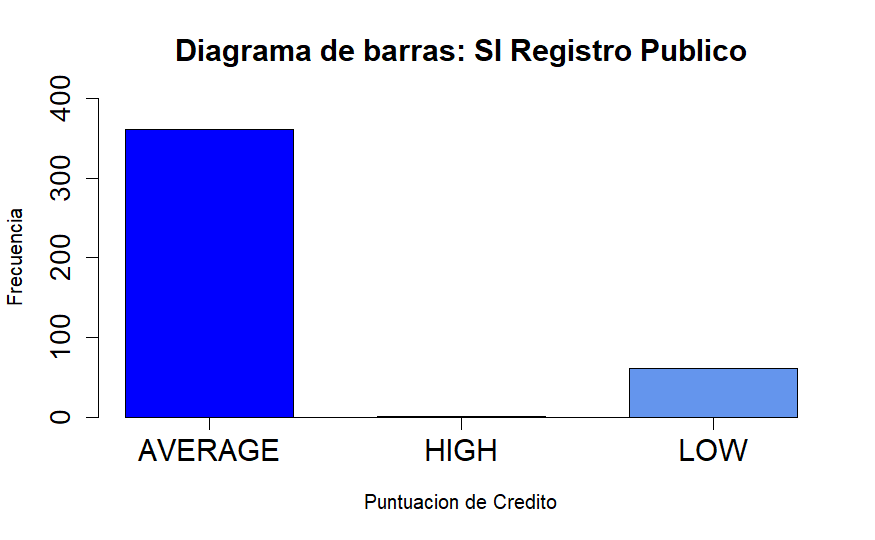 Diagrama de barras: SI Registro Publico
400
300
200
100
0
Frecuencia
AVERAGE HIGH LOW
Puntuacion de Credito